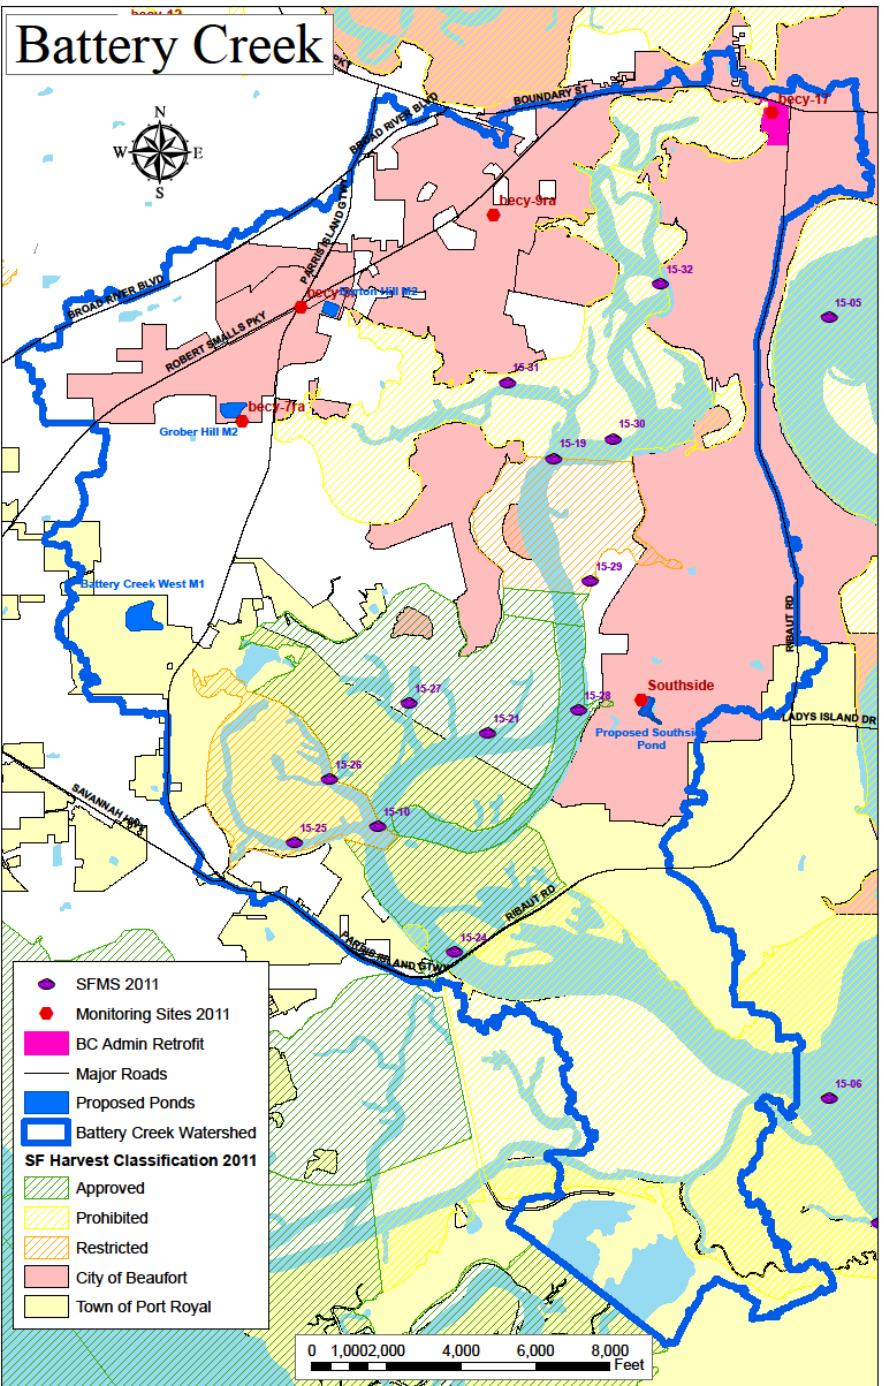 becy-12
Battery Creek
PKY
N
W
E
S
BOUNDARY ST
becy-17
BROAD RIVER BLVD
becy-9ra
PARRIS ISLAND GTWY
15-32
15-05
BROAD RIVER BLVD
Burton Hill M2
ROBERT SMALLS PKY
15-31
becy-7ra
Grober Hill M2
15-30
15-19
15-29
Battery Creek West M1
RIBAUT RD
15-27
15-28
Southside
15-21
LADYS ISLAND DR
Proposed Southside
Pond
15-26
SAVANNAH HWY
15-10
15-25
RIBAUT RD
15-24
PARRIS ISLAND GTWY
15-06
SFMS 2011
Monitoring Sites 2011
BC Admin Retrofit
Major Roads
Proposed Ponds
Battery Creek Watershed
SF Harvest Classification 2011
Approved
Prohibited
Restricted
City of Beaufort
Town of Port Royal
0 1,000 2,000 4,000 6,000 8,000
Feet